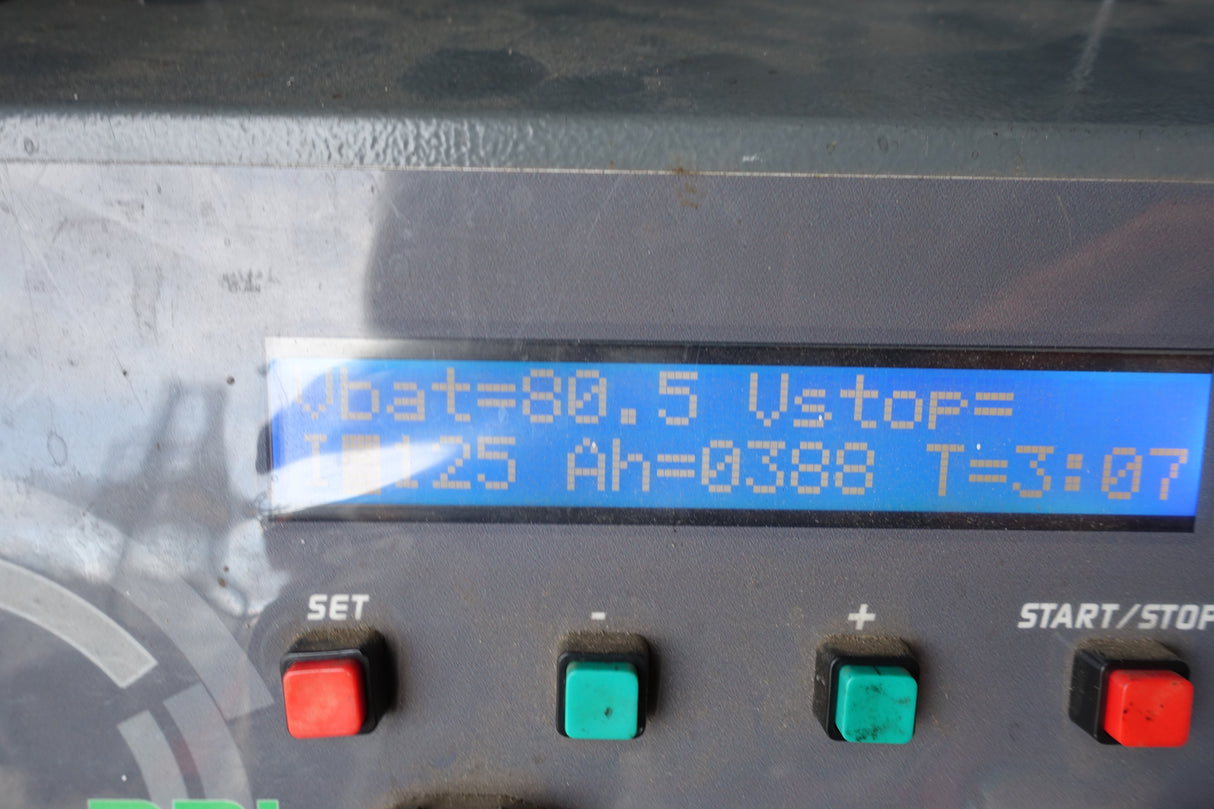 Vbat=80.5 Vstop=
I=125 Ah=0388 T=3:07
SET - + START/STOP